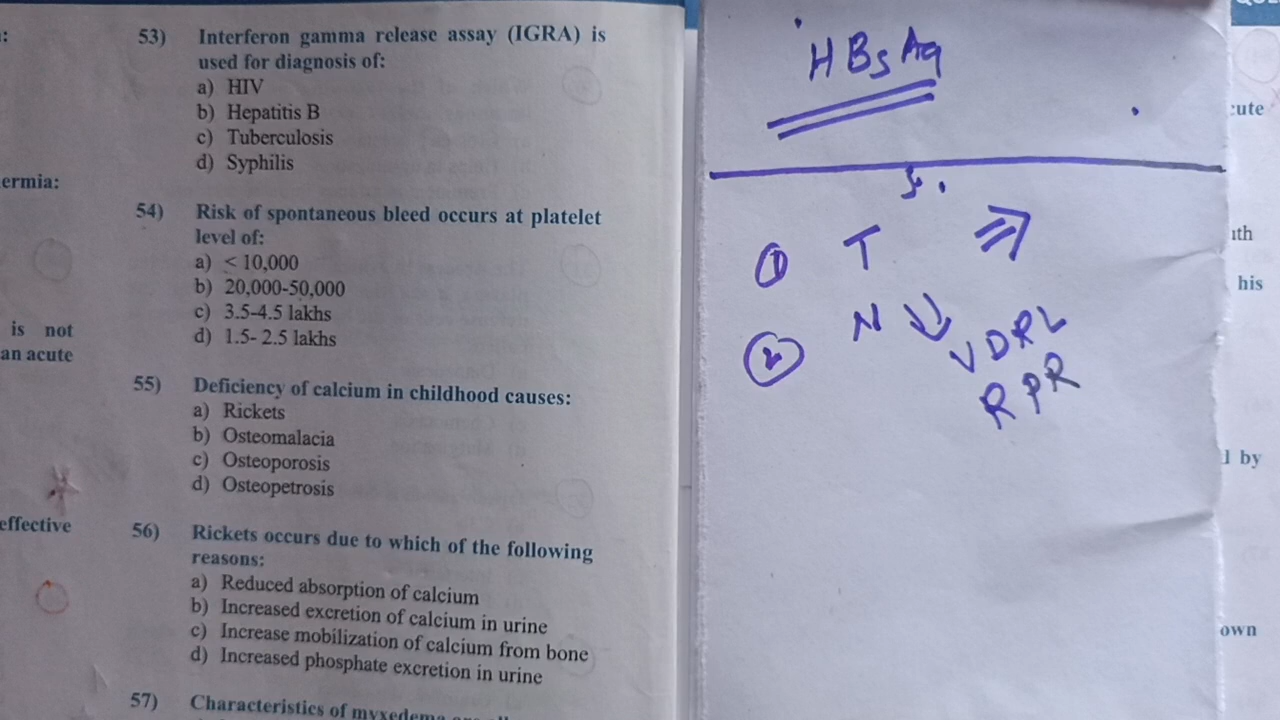 :
ermia:
is not
an acute
effective
53) Interferon gamma release assay (IGRA) is
used for diagnosis of:
a) HIV
b) Hepatitis B
c) Tuberculosis
d) Syphilis
54) Risk of spontaneous bleed occurs at platelet
level of:
a) < 10,000
b) 20,000-50,000
c) 3.5-4.5 lakhs
d) 1.5- 2.5 lakhs
55) Deficiency of calcium in childhood causes:
a) Rickets
b) Osteomalacia
c) Osteoporosis
d) Osteopetrosis
56) Rickets occurs due to which of the following
reasons:
a) Reduced absorption of calcium
b) Increased excretion of calcium in urine
c) Increase mobilization of calcium from bone
d) Increased phosphate excretion in urine
57) Characteristics of myxedema
HBsAg
① T ⇒
② N ⇓
VDRL
RPR
cute
ith
his
l by
own